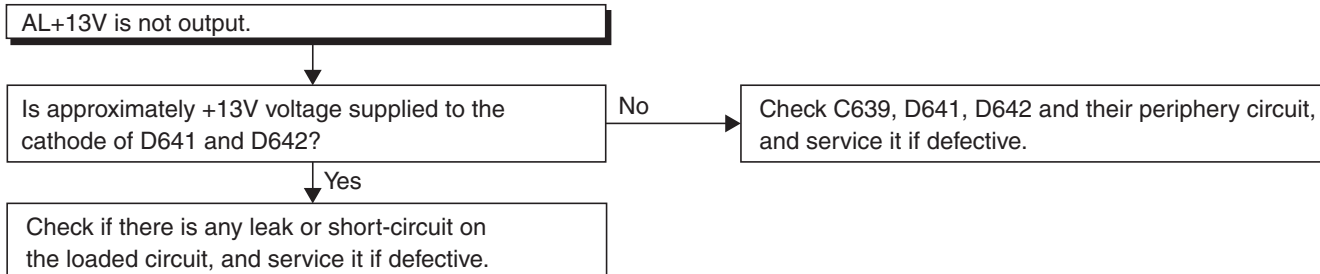 AL+13V is not output.
Is approximately +13V voltage supplied to the
cathode of D641 and D642?
No
Check C639, D641, D642 and their periphery circuit,
and service it if defective.
Yes
Check if there is any leak or short-circuit on
the loaded circuit, and service it if defective.